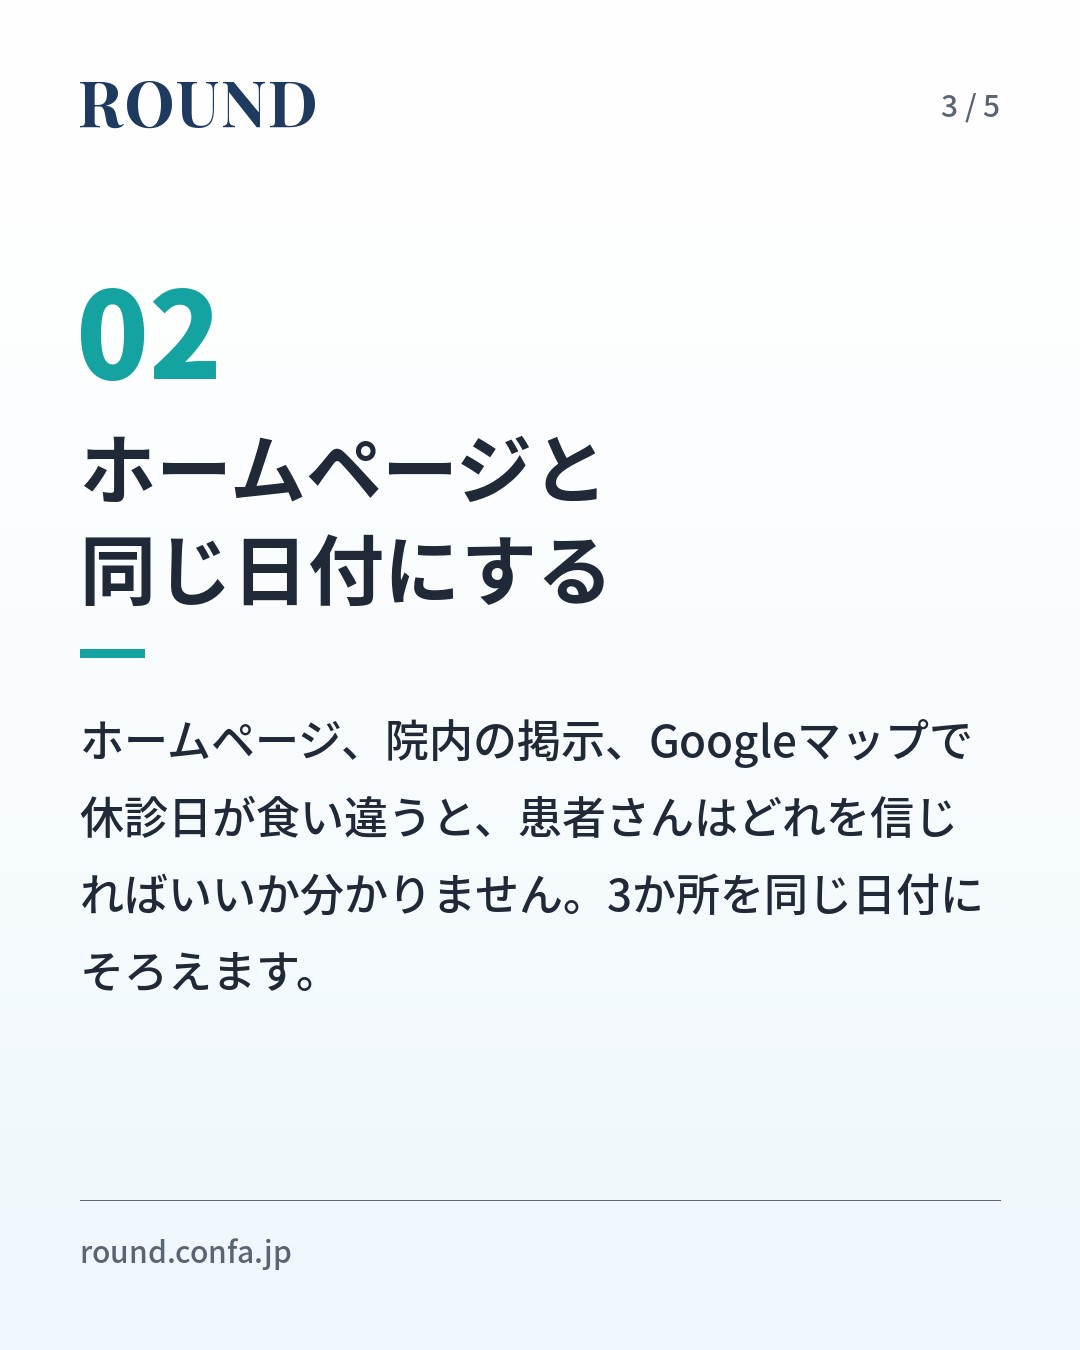 ROUND
3 / 5
02
ホームページと
同じ日付にする
ホームページ、院内の掲示、Googleマップで
休診日が食い違うと、患者さんはどれを信じ
ればいいか分かりません。3か所を同じ日付に
そろえます。
round.confa.jp